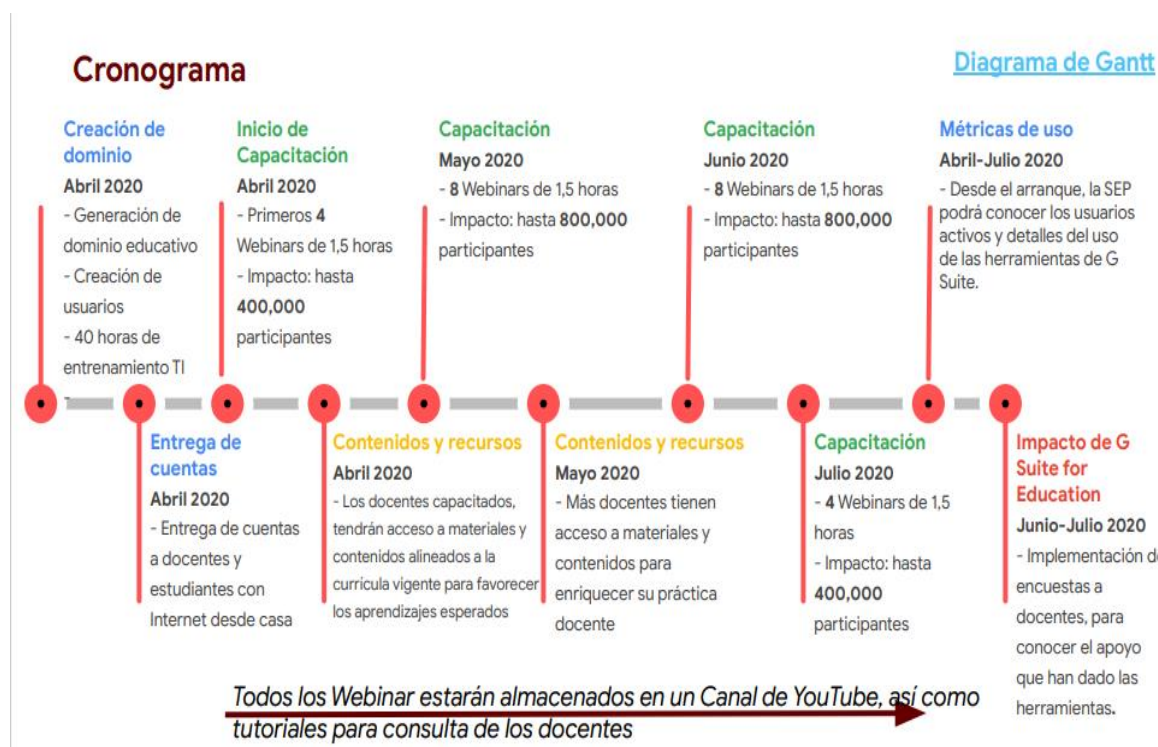 Cronograma
Diagrama de Gantt
Creación de
dominio
Abril 2020
- Generación de
dominio educativo
- Creación de
usuarios
- 40 horas de
entrenamiento TI
-
Inicio de
Capacitación
Abril 2020
- Primeros 4
Webinars de 1,5 horas
- Impacto: hasta
400,000
participantes
Capacitación
Mayo 2020
- 8 Webinars de 1,5 horas
- Impacto: hasta 800,000
participantes
Capacitación
Junio 2020
- 8 Webinars de 1,5 horas
- Impacto: hasta 800,000
participantes
Métricas de uso
Abril-Julio 2020
- Desde el arranque, la SEP
podrá conocer los usuarios
activos y detalles del uso
de las herramientas de G
Suite.
Entrega de
cuentas
Abril 2020
- Entrega de cuentas
a docentes y
estudiantes con
Internet desde casa
Contenidos y recursos
Abril 2020
- Los docentes capacitados,
tendrán acceso a materiales y
contenidos alineados a la
currícula vigente para favorecer
los aprendizajes esperados
Contenidos y recursos
Mayo 2020
- Más docentes tienen
acceso a materiales y
contenidos para
enriquecer su práctica
docente
Capacitación
Julio 2020
- 4 Webinars de 1,5
horas
- Impacto: hasta
400,000
participantes
Impacto de G
Suite for
Education
Junio-Julio 2020
- Implementación de
encuestas a
docentes, para
conocer el apoyo
que han dado las
herramientas.
Todos los Webinar estarán almacenados en un Canal de YouTube, así como
tutoriales para consulta de los docentes